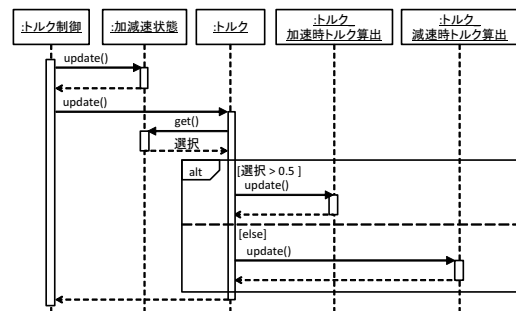 :トルク制御
:加減速状態
:トルク
:トルク_
加速時トルク算出
:トルク_
減速時トルク算出
update()
update()
get()
選択
alt
[選択 > 0.5 ]
update()
[else]
update()